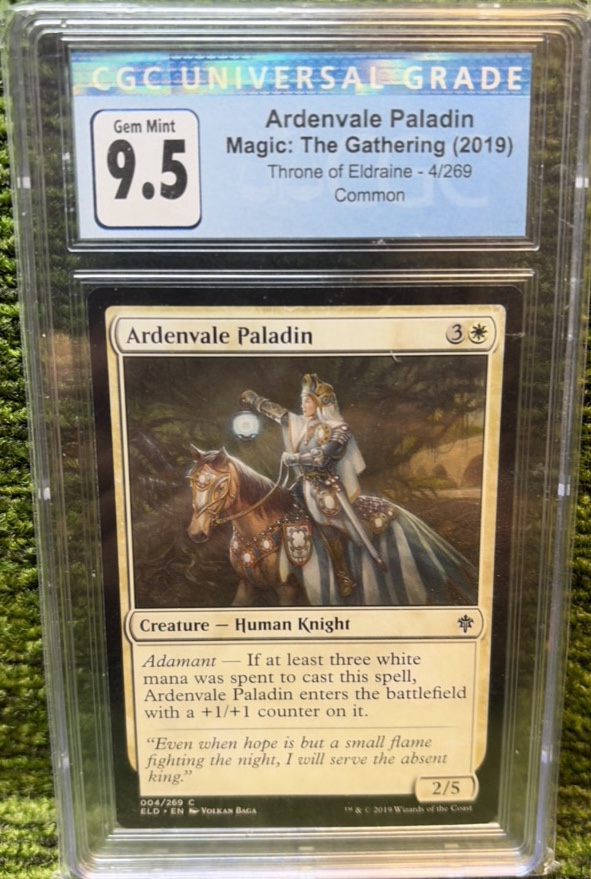 CGC UNIVERSAL GRADE
Gem Mint
9.5
Ardenvale Paladin
Magic: The Gathering (2019)
Throne of Eldraine - 4/269
Common
Ardenvale Paladin 3
Creature — Human Knight
Adamant — If at least three white
mana was spent to cast this spell,
Ardenvale Paladin enters the battlefield
with a +1/+1 counter on it.
"Even when hope is but a small flame
fighting the night, I will serve the absent
king."
2/5
004/269 C
ELD • EN VOLKAN BAGA
™ & © 2019 Wizards of the Coast